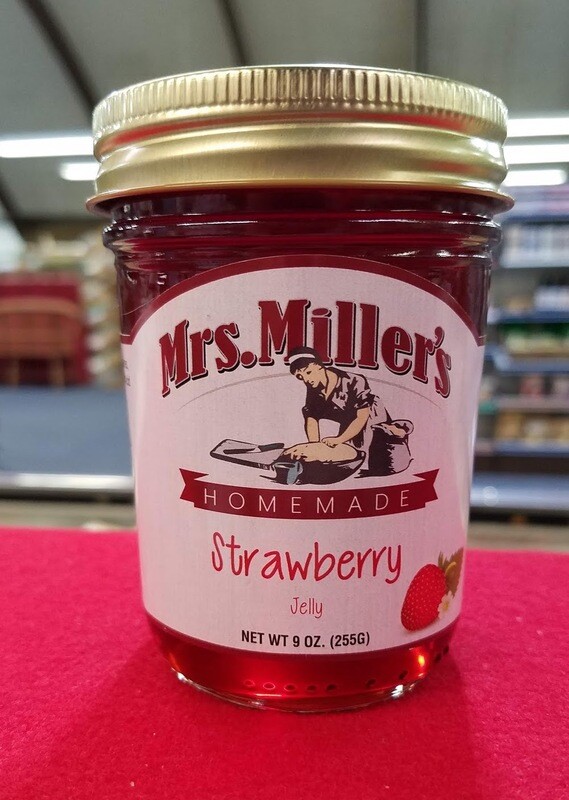 Mrs. Miller's
HOMEMADE
Strawberry
Jelly
NET WT 9 OZ. (255G)